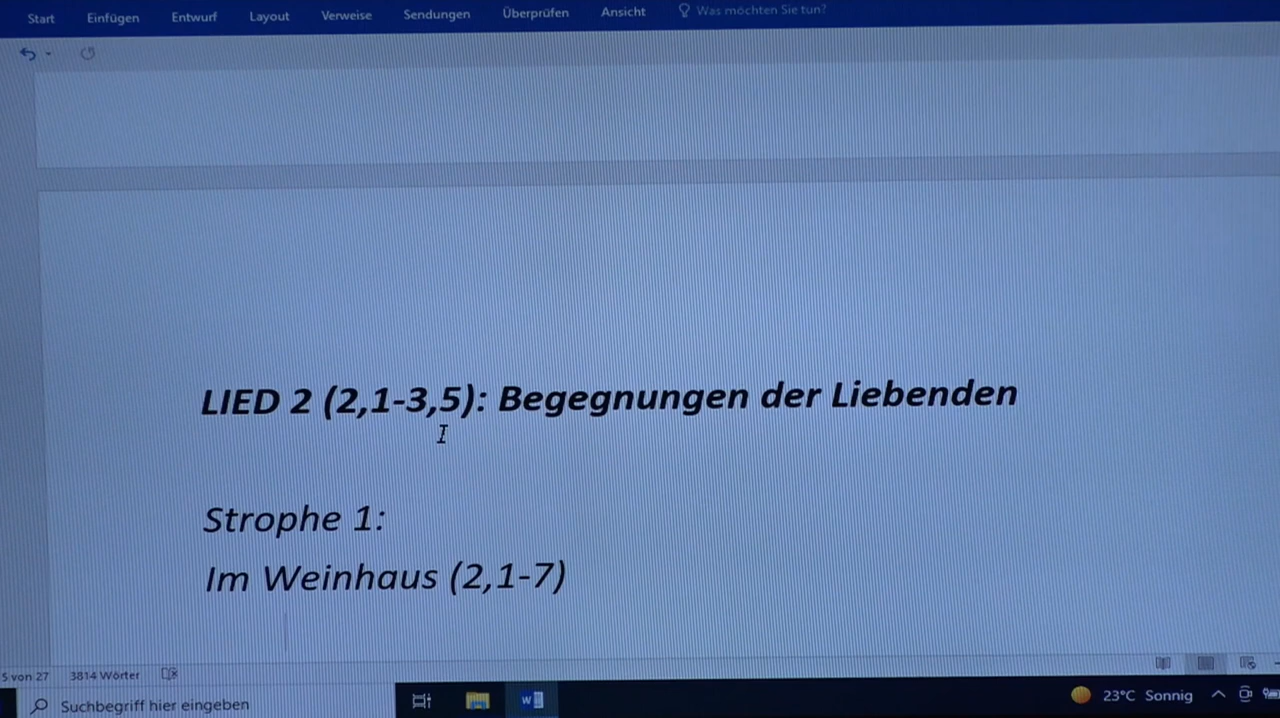 Start Einfügen Entwurf Layout Verweise Sendungen Überprüfen Ansicht Was möchten Sie tun?
LIED 2 (2,1-3,5): Begegnungen der Liebenden
Strophe 1:
Im Weinhaus (2,1-7)
5 von 27 3814 Wörter
Suchbegriff hier eingeben
W
23°C Sonnig